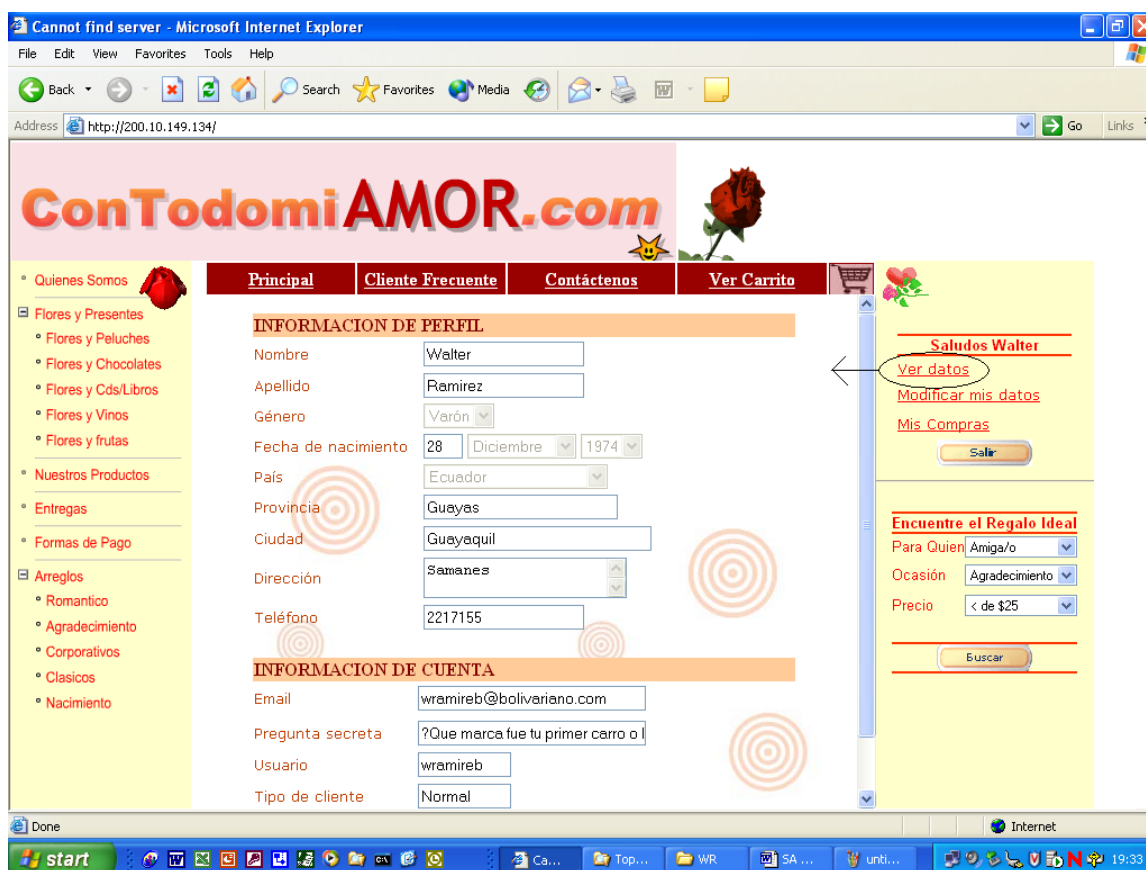 Cannot find server - Microsoft Internet Explorer
File Edit View Favorites Tools Help
Back Search Favorites Media
Address http://200.10.149.134/ Go Links
ConTodomiAMOR.com
Principal Cliente Frecuente Contáctenos Ver Carrito
Quienes Somos
Flores y Presentes
Flores y Peluches
Flores y Chocolates
Flores y Cds/Libros
Flores y Vinos
Flores y frutas
Nuestros Productos
Entregas
Formas de Pago
Arreglos
Romantico
Agradecimiento
Corporativos
Clasicos
Nacimiento
INFORMACION DE PERFIL
Nombre Walter
Apellido Ramirez
Género Varón
Fecha de nacimiento 28 Diciembre 1974
País Ecuador
Provincia Guayas
Ciudad Guayaquil
Dirección Samanes
Teléfono 2217155
INFORMACION DE CUENTA
Email wramireb@bolivariano.com
Pregunta secreta ?Que marca fue tu primer carro o l
Usuario wramireb
Tipo de cliente Normal
Saludos Walter
Ver datos
Modificar mis datos
Mis Compras
Salir
Encuentre el Regalo Ideal
Para Quien Amiga/o
Ocasión Agradecimiento
Precio < de $25
Buscar
Done Internet
start Ca... Top... WR SA ... unti... 19:33